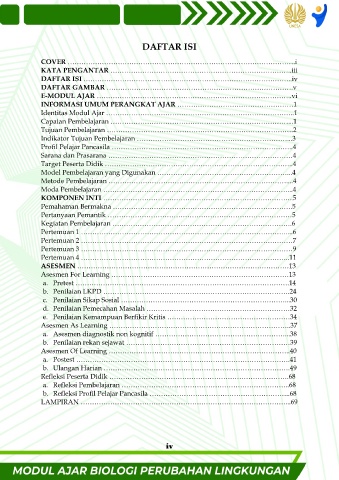 DAFTAR ISI
COVER ..... i
KATA PENGANTAR ..... iii
DAFTAR ISI ..... iv
DAFTAR GAMBAR ..... v
E-MODUL AJAR ..... vi
INFORMASI UMUM PERANGKAT AJAR ..... 1
Identitas Modul Ajar ..... 1
Capaian Pembelajaran ..... 1
Tujuan Pembelajaran ..... 2
Indikator Tujuan Pembelajaran ..... 3
Profil Pelajar Pancasila ..... 4
Sarana dan Prasarana ..... 4
Target Peserta Didik ..... 4
Model Pembelajaran yang Digunakan ..... 4
Metode Pembelajaran ..... 4
Moda Pembelajaran ..... 4
KOMPONEN INTI ..... 5
Pemahaman Bermakna ..... 5
Pertanyaan Pemantik ..... 5
Kegiatan Pembelajaran ..... 6
Pertemuan 1 ..... 6
Pertemuan 2 ..... 7
Pertemuan 3 ..... 9
Pertemuan 4 ..... 11
ASESMEN ..... 13
Asesmen For Learning ..... 13
a. Pretest ..... 14
b. Penilaian LKPD ..... 24
c. Penilaian Sikap Sosial ..... 30
d. Penilaian Pemecahan Masalah ..... 32
e. Penilaian Kemampuan Berfikir Kritis ..... 34
Asesmen As Learning ..... 37
a. Asesmen diagnostik non kognitif ..... 38
b. Penilaian rekan sejawat ..... 39
Asesmen Of Learning ..... 40
a. Postest ..... 41
b. Ulangan Harian ..... 49
Refleksi Peserta Didik ..... 68
a. Refleksi Pembelajaran ..... 68
b. Refleksi Profil Pelajar Pancasila ..... 68
LAMPIRAN ..... 69
iv
MODUL AJAR BIOLOGI PERUBAHAN LINGKUNGAN